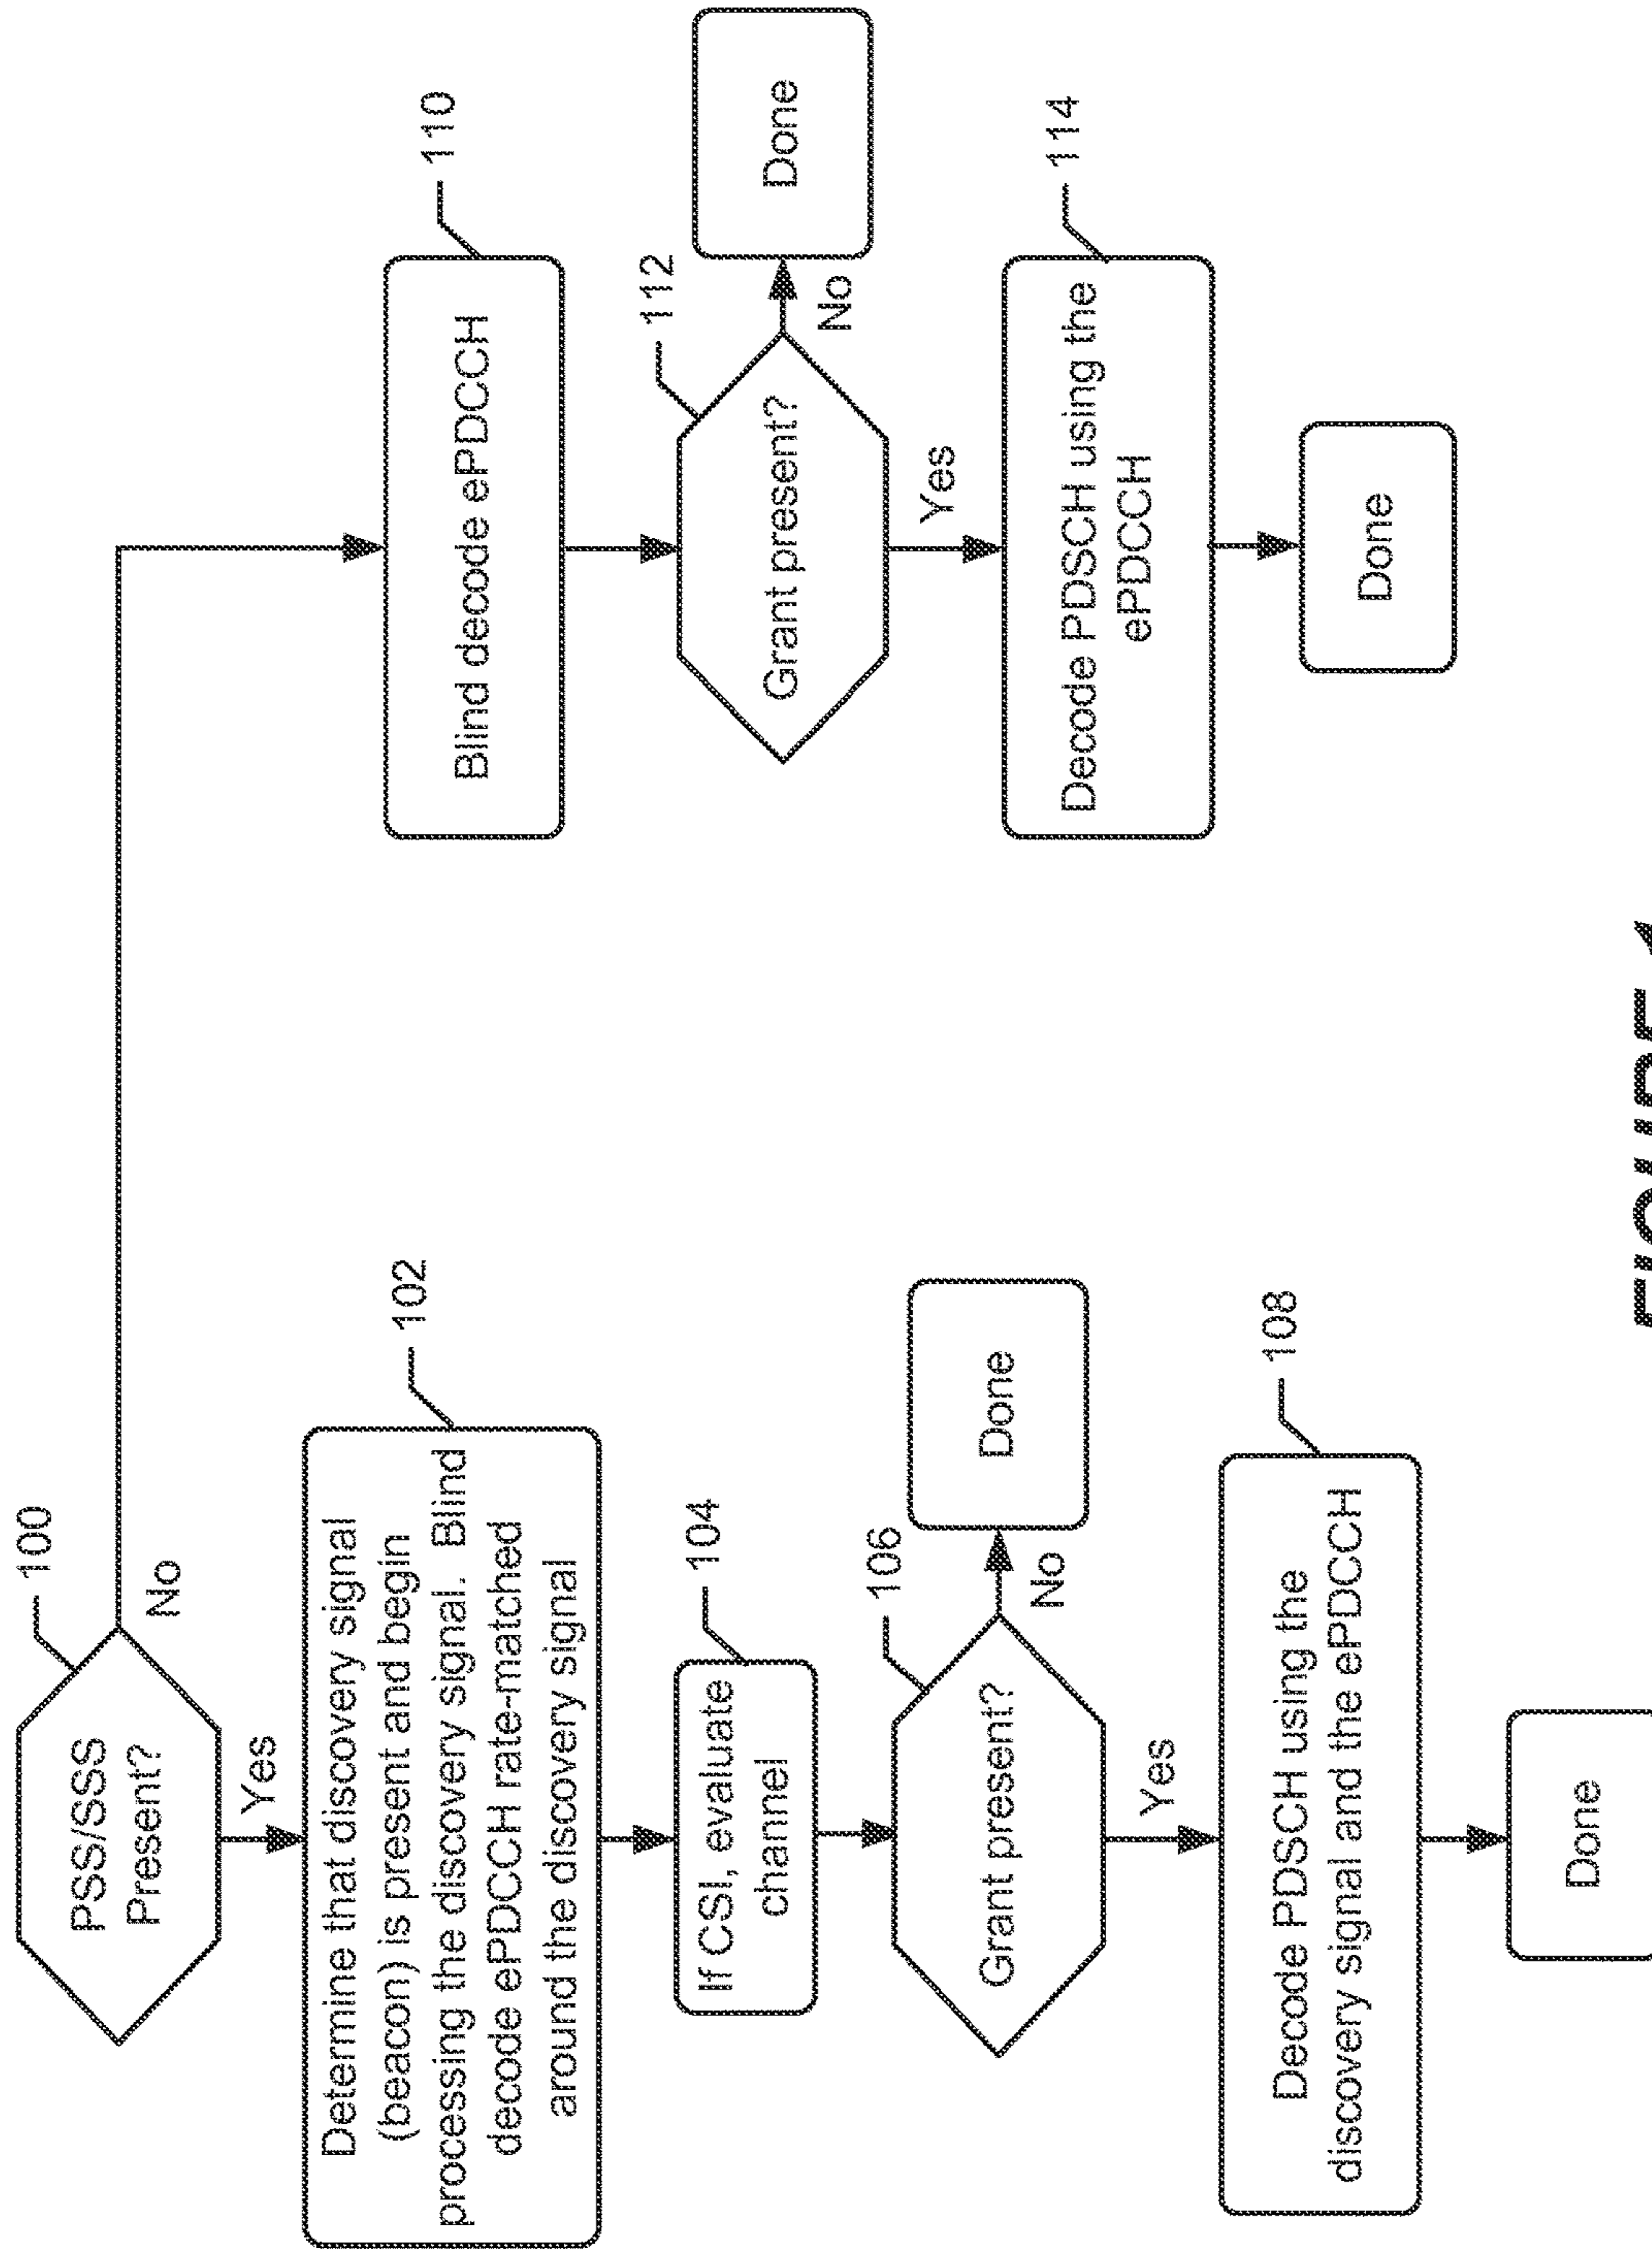 100
PSS/SSS
Present?
No
Yes
102
Determine that discovery signal
(beacon) is present and begin
processing the discovery signal. Blind
decode ePDCCH rate-matched
around the discovery signal
104
If CSI, evaluate
channel
106
Grant present?
No
Done
Yes
108
Decode PDSCH using the
discovery signal and the ePDCCH
Done
110
Blind decode ePDCCH
112
Grant present?
No
Done
Yes
114
Decode PDSCH using the
ePDCCH
Done